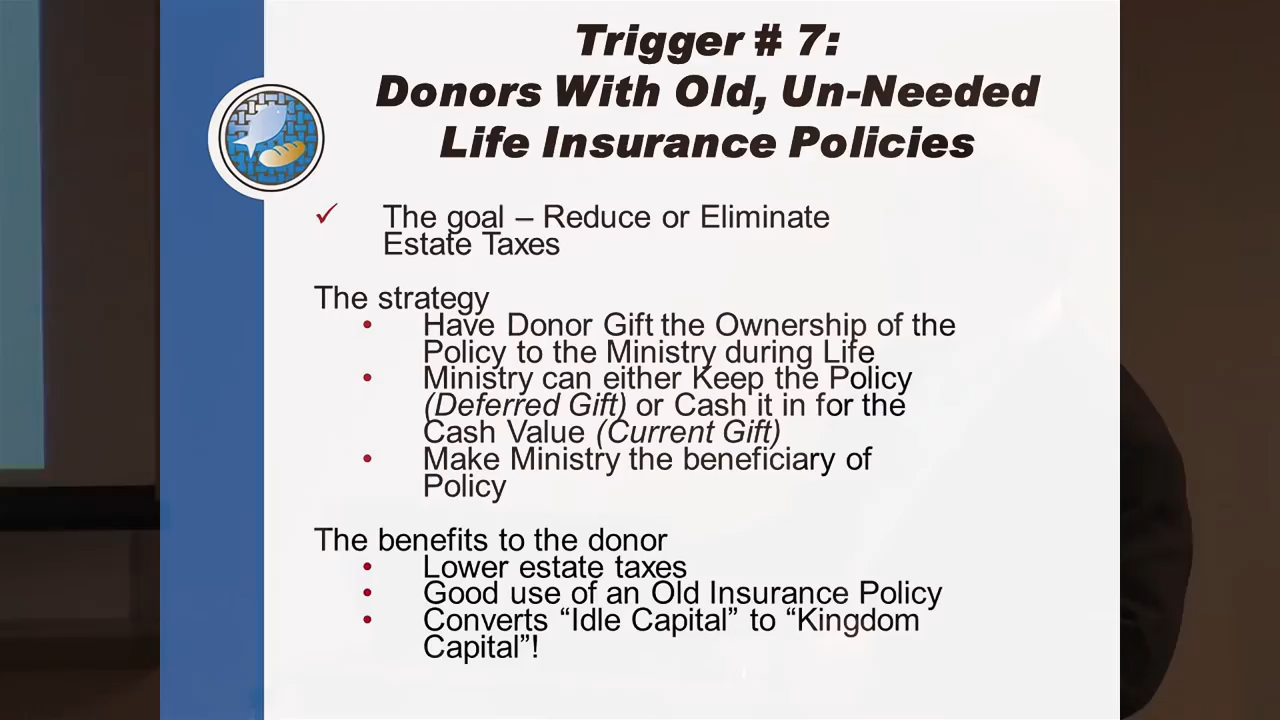 Trigger # 7:
Donors With Old, Un-Needed
Life Insurance Policies
✓ The goal – Reduce or Eliminate
Estate Taxes
The strategy
• Have Donor Gift the Ownership of the
Policy to the Ministry during Life
• Ministry can either Keep the Policy
(Deferred Gift) or Cash it in for the
Cash Value (Current Gift)
• Make Ministry the beneficiary of
Policy
The benefits to the donor
• Lower estate taxes
• Good use of an Old Insurance Policy
• Converts “Idle Capital” to “Kingdom
Capital”!